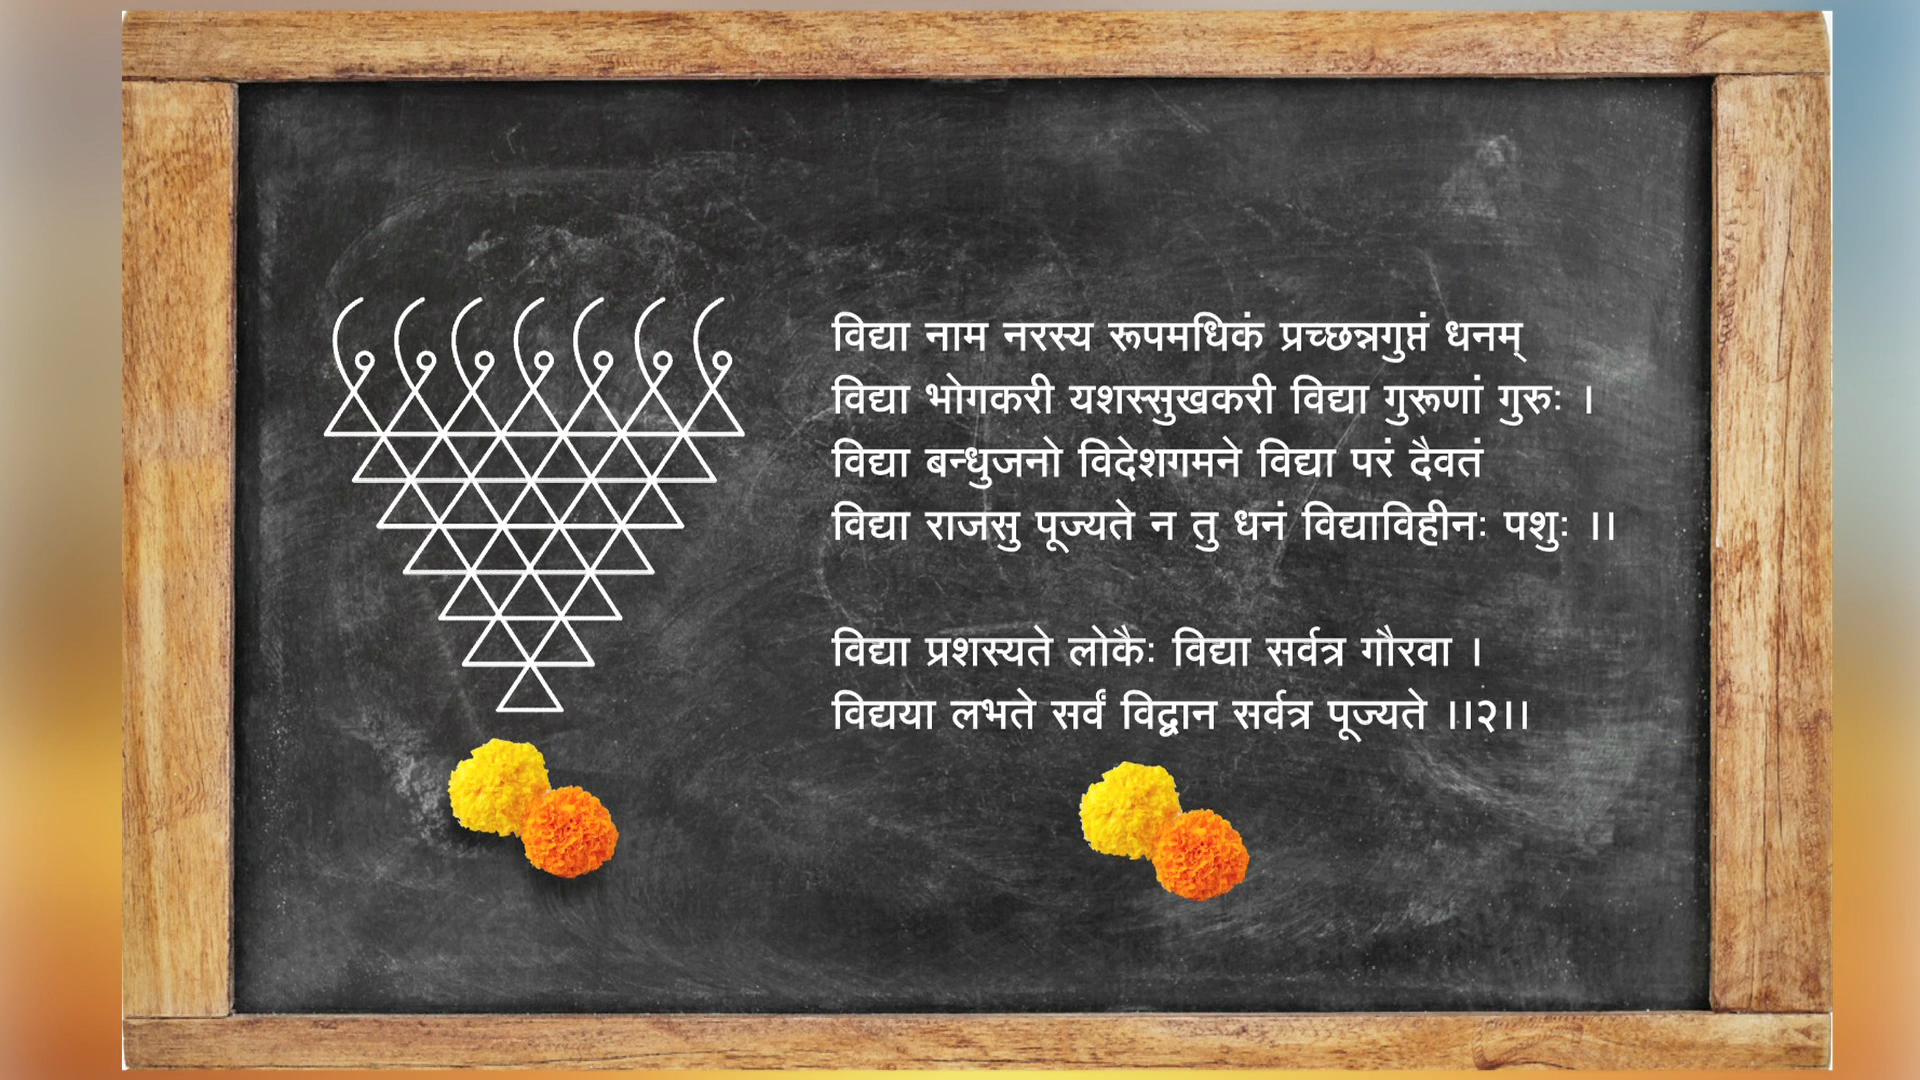 विद्या नाम नरस्य रूपमधिकं प्रच्छन्नगुप्तं धनम्
विद्या भोगकरी यशस्सुखकरी विद्या गुरूणां गुरुः ।
विद्या बन्धुजनो विदेशगमने विद्या परं दैवतं
विद्या राजसु पूज्यते न तु धनं विद्याविहीनः पशुः ।।
विद्या प्रशस्यते लोकैः विद्या सर्वत्र गौरवा ।
विद्यया लभते सर्वं विद्वान सर्वत्र पूज्यते ।।२।।